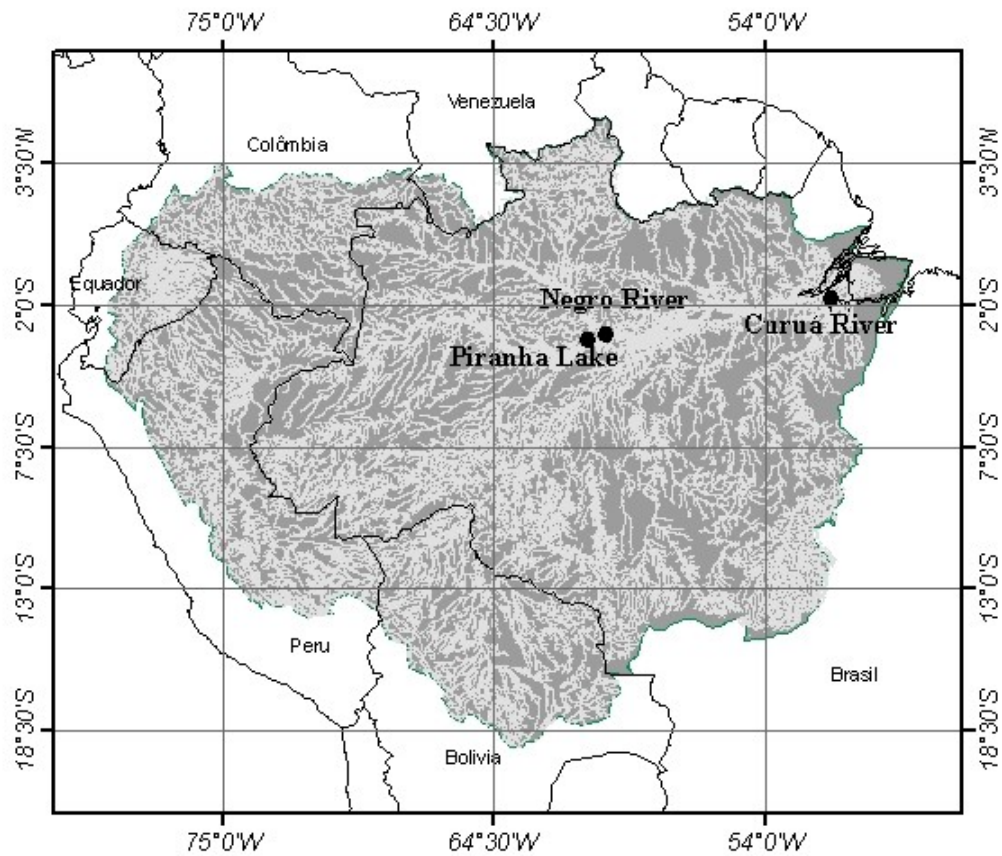 75°0'W
64°30'W
54°0'W
Venezuela
Colômbia
3°30'N
3°30'N
Equador
Negro River
2°0'S
2°0'S
Curuá River
Piranha Lake
7°30'S
7°30'S
13°0'S
13°0'S
Peru
Brasil
18°30'S
18°30'S
Bolivia
75°0'W
64°30'W
54°0'W